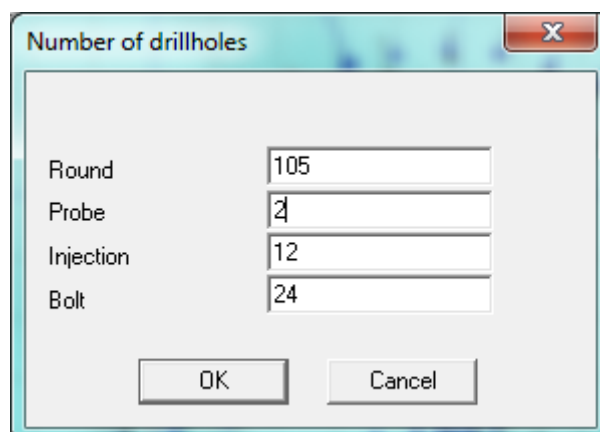 Number of drillholes
Round 105
Probe 2
Injection 12
Bolt 24
OK Cancel